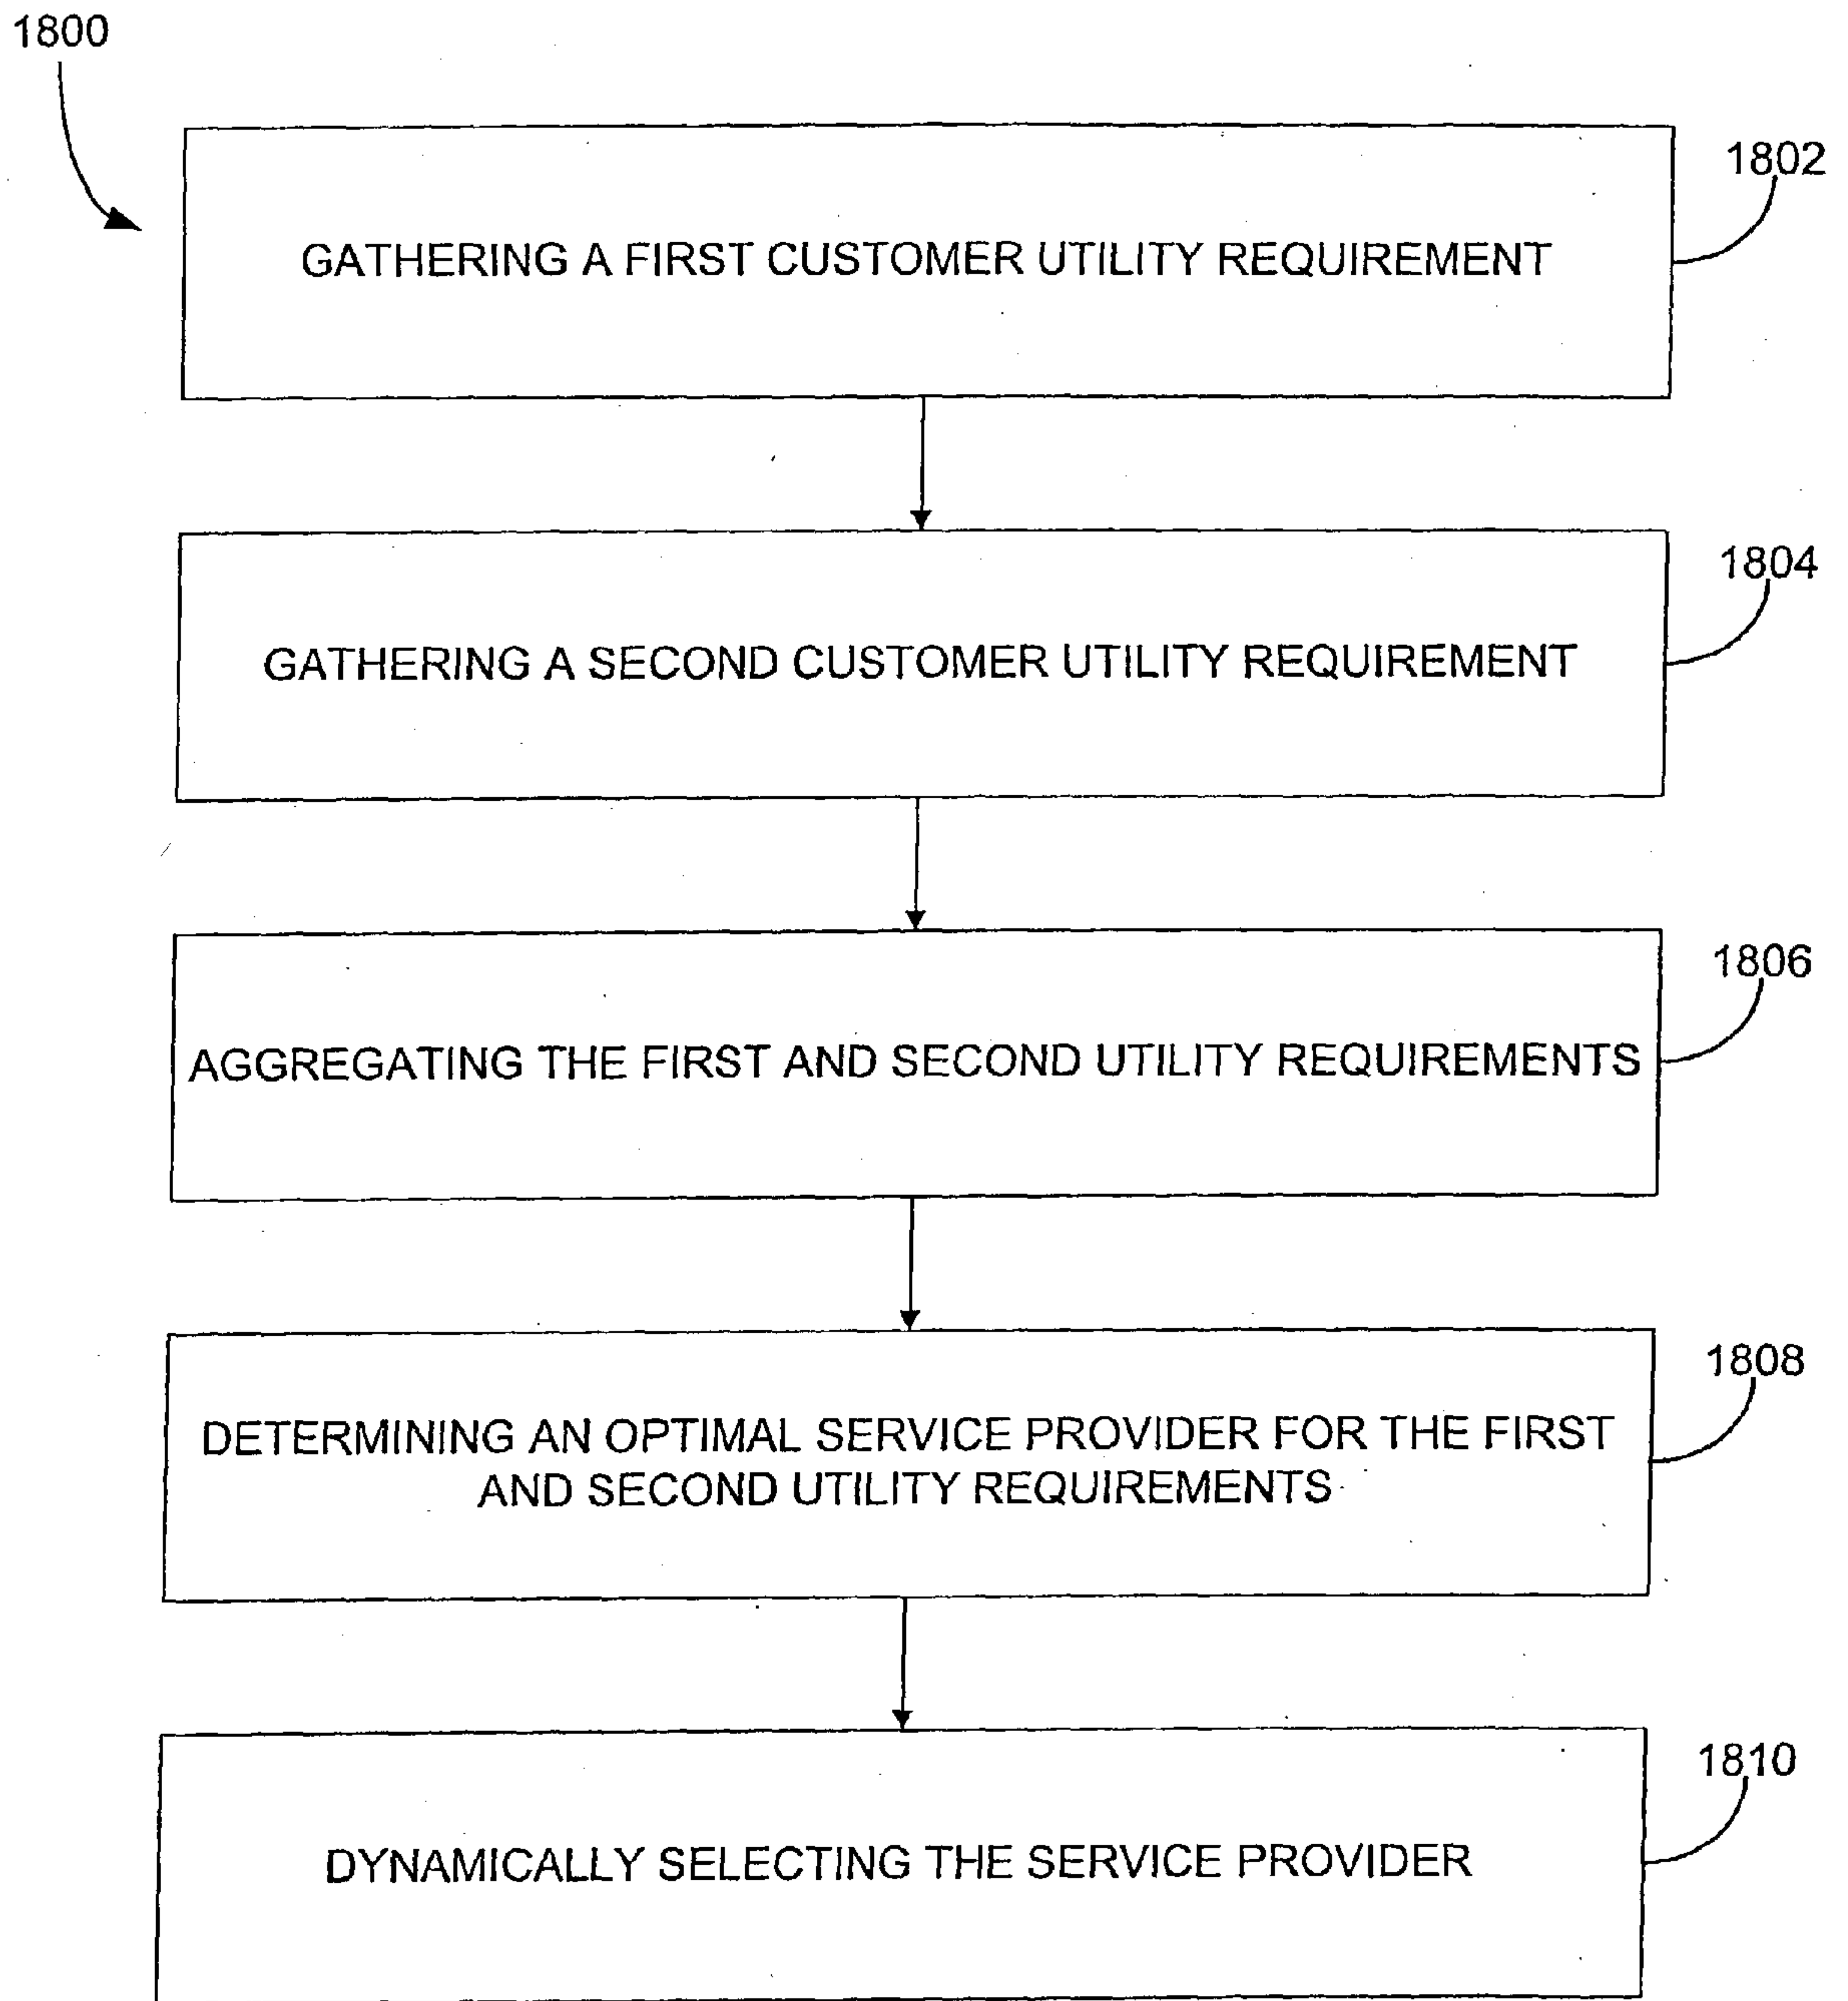 1800
1802
GATHERING A FIRST CUSTOMER UTILITY REQUIREMENT
1804
GATHERING A SECOND CUSTOMER UTILITY REQUIREMENT
1806
AGGREGATING THE FIRST AND SECOND UTILITY REQUIREMENTS
1808
DETERMINING AN OPTIMAL SERVICE PROVIDER FOR THE FIRST
AND SECOND UTILITY REQUIREMENTS
1810
DYNAMICALLY SELECTING THE SERVICE PROVIDER